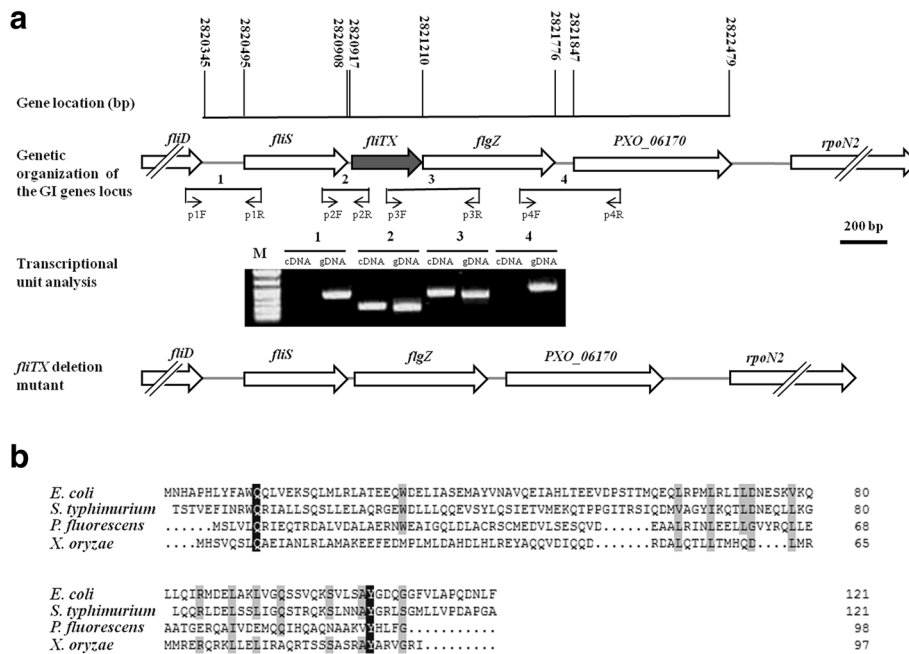 a
2820345 2820495 2820908 2820917 2821210 2821776 2821847 2822479
Gene location (bp)
fliD fliS fliTX flgZ PXO_06170 rpoN2
Genetic organization of the GI genes locus
1 2 3 4
p1F p1R p2F p2R p3F p3R p4F p4R
200 bp
Transcriptional unit analysis
M 1 2 3 4
cDNA gDNA cDNA gDNA cDNA gDNA cDNA gDNA
fliD fliS flgZ PXO_06170 rpoN2
fliTX deletion mutant
b
E. coli MNHAPHLYFAWQQLVEKSQLMLRLATEEQWDELIASEMAYVNAVQEIAHLTEEVDPSTTMQEQLRPMLRLILDNESKVKQ 80
S. typhimurium TSTVEFINRWQRIALLSQSLLELAQRGEWDLLLQQEVSYLQSIETVMEKQTPPGITRSIQDMVAGYIKQTLDNEQLLKG 80
P. fluorescens ......MSLVLQRIEQTRDALVDALAERNWEAIGQLDLACRSCMEDVLSESQVD........EAALRINLEELLGVYRQLLE 68
X. oryzae ....MHSVQSLQAEIANLRLAMAKEEFEDMPLMLDAHDLHLREYAQQVDIQQD.......RDALQTLLTMHQD....LMR 65
E. coli LLQIRMDELAKLVGQSSVQKSVLSAYGDQGGFVLAPQDNLF 121
S. typhimurium LLQQRLDELSSLIGQSTRQKSLNNAYGRLSGMLLVPDAPGA 121
P. fluorescens AATGERQAIVDEMQQIHQAQNAAKVYHLFG........... 98
X. oryzae MMRERQRKLLELIRAQRTSSSASRAYARVGRI......... 97